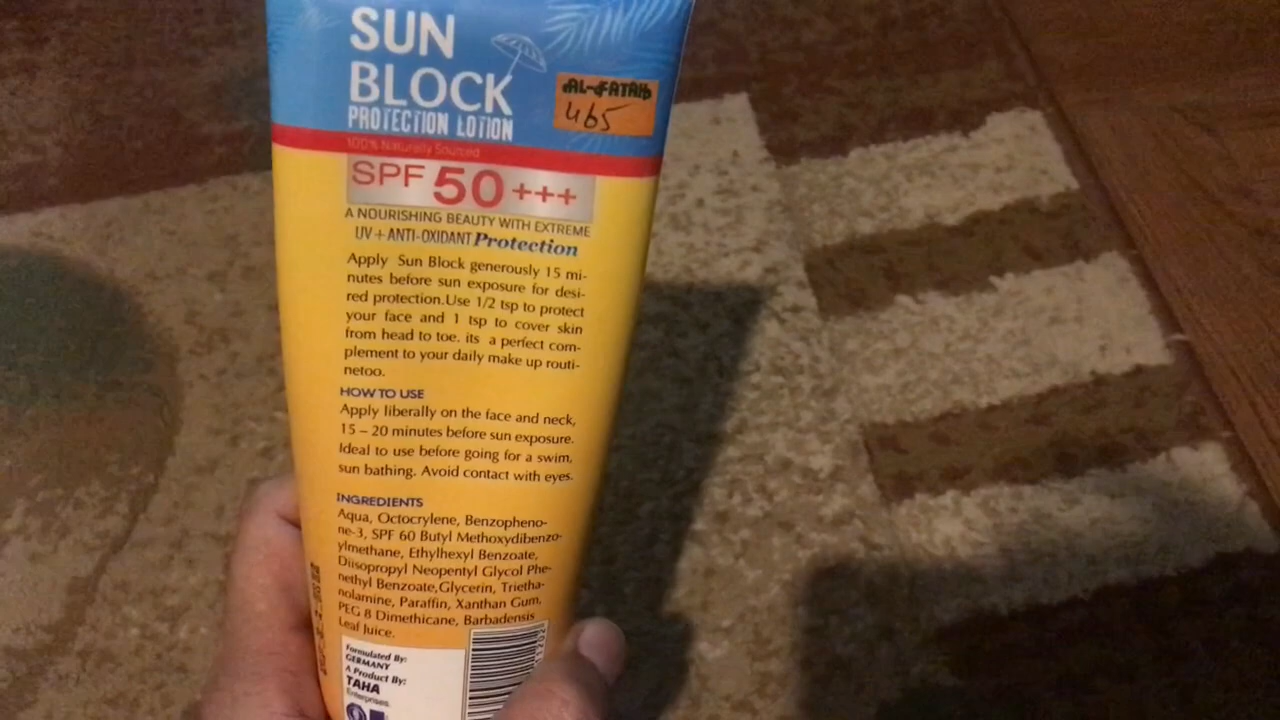 SUN
BLOCK
PROTECTION LOTION
AL-FATAH
465
100% Naturally Sourced
SPF 50+++
A NOURISHING BEAUTY WITH EXTREME
UV+ANTI-OXIDANT Protection
Apply Sun Block generously 15 mi-
nutes before sun exposure for desi-
red protection.Use 1/2 tsp to protect
your face and 1 tsp to cover skin
from head to toe. its a perfect com-
plement to your daily make up routi-
netoo.
HOW TO USE
Apply liberally on the face and neck,
15 – 20 minutes before sun exposure.
Ideal to use before going for a swim,
sun bathing. Avoid contact with eyes.
INGREDIENTS
Aqua, Octocrylene, Benzopheno-
ne-3, SPF 60 Butyl Methoxydibenzo-
ylmethane, Ethylhexyl Benzoate,
Diisopropyl Neopentyl Glycol Phe-
nethyl Benzoate,Glycerin, Trietha-
nolamine, Paraffin, Xanthan Gum,
PEG 8 Dimethicane, Barbadensis
Leaf Juice.
Formulated By:
GERMANY
A Product By:
TAHA
Enterprises